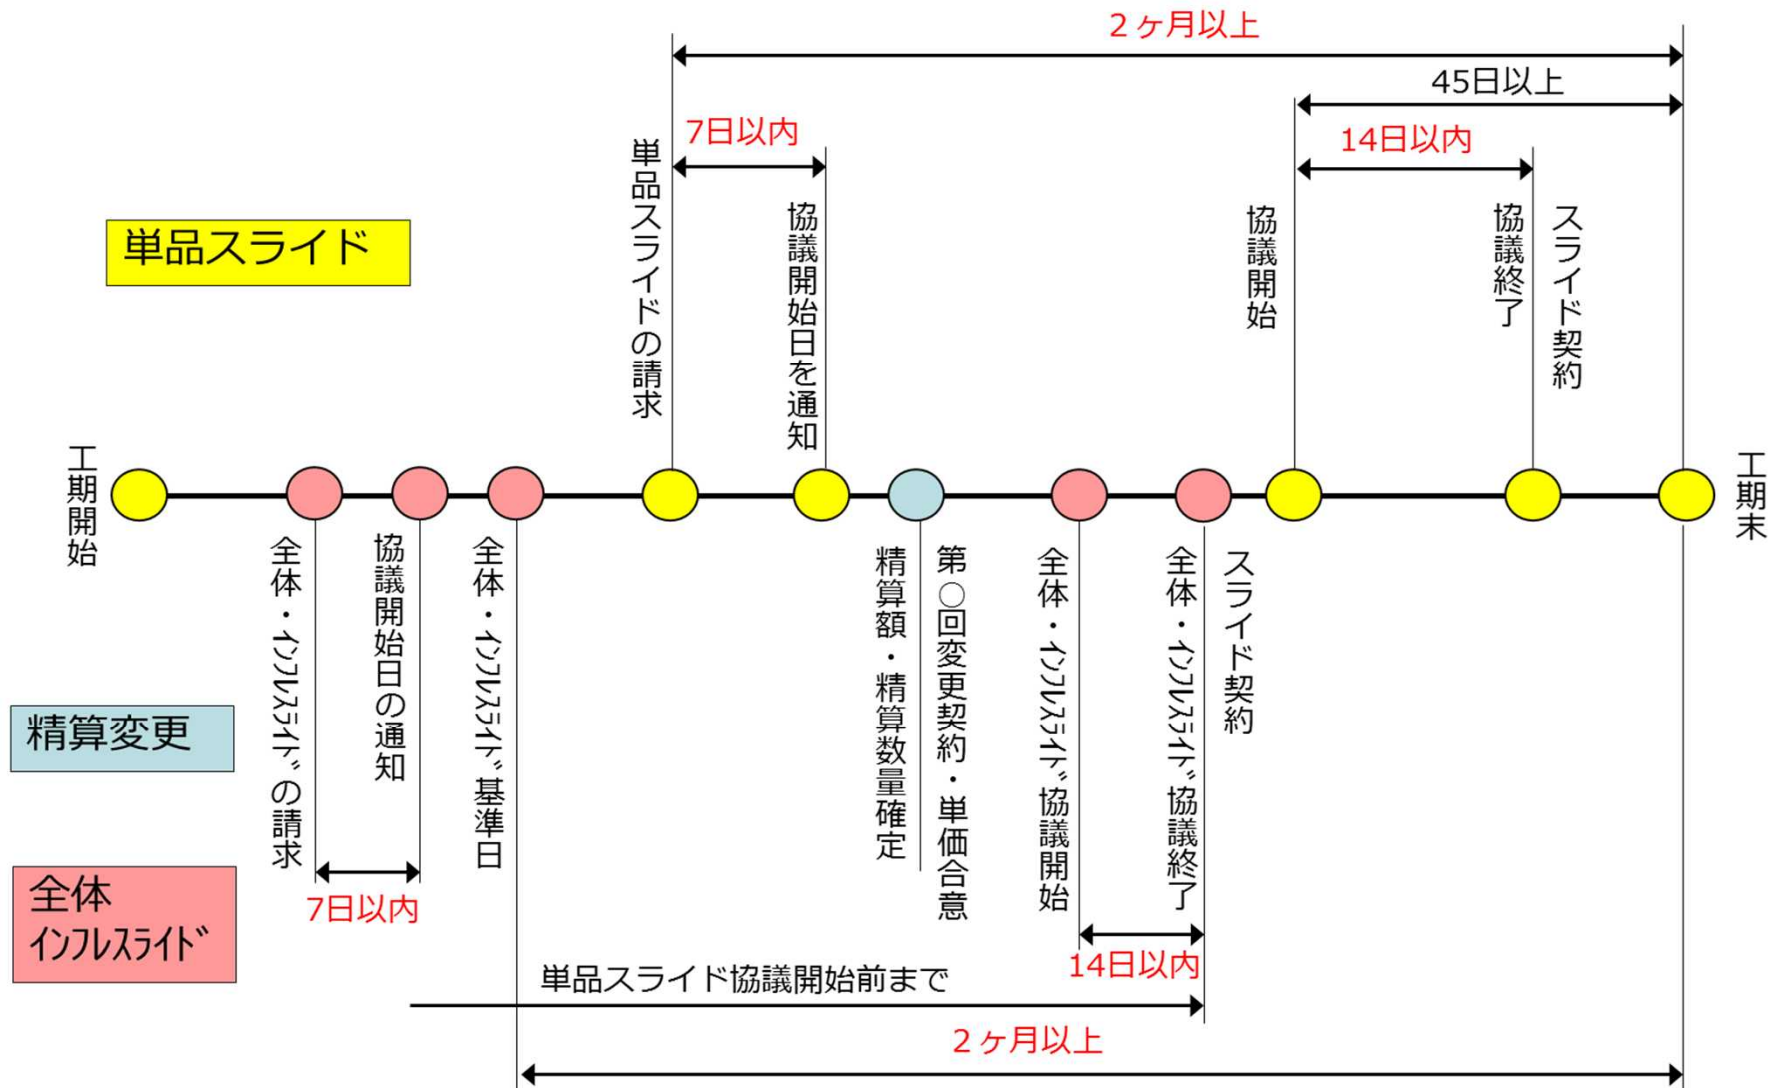 ２ヶ月以上
45日以上
7日以内
14日以内
単品スライドの請求
協議開始日を通知
協議開始
協議終了
スライド契約
単品スライド
工期開始
工期末
全体・ｲﾝﾌﾚｽﾗｲﾄﾞの請求
協議開始日の通知
全体・ｲﾝﾌﾚｽﾗｲﾄﾞ基準日
精算額・精算数量確定
第○回変更契約・単価合意
全体・ｲﾝﾌﾚｽﾗｲﾄﾞ協議開始
全体・ｲﾝﾌﾚｽﾗｲﾄﾞ協議終了
スライド契約
精算変更
全体
ｲﾝﾌﾚｽﾗｲﾄﾞ
7日以内
14日以内
単品スライド協議開始前まで
２ヶ月以上